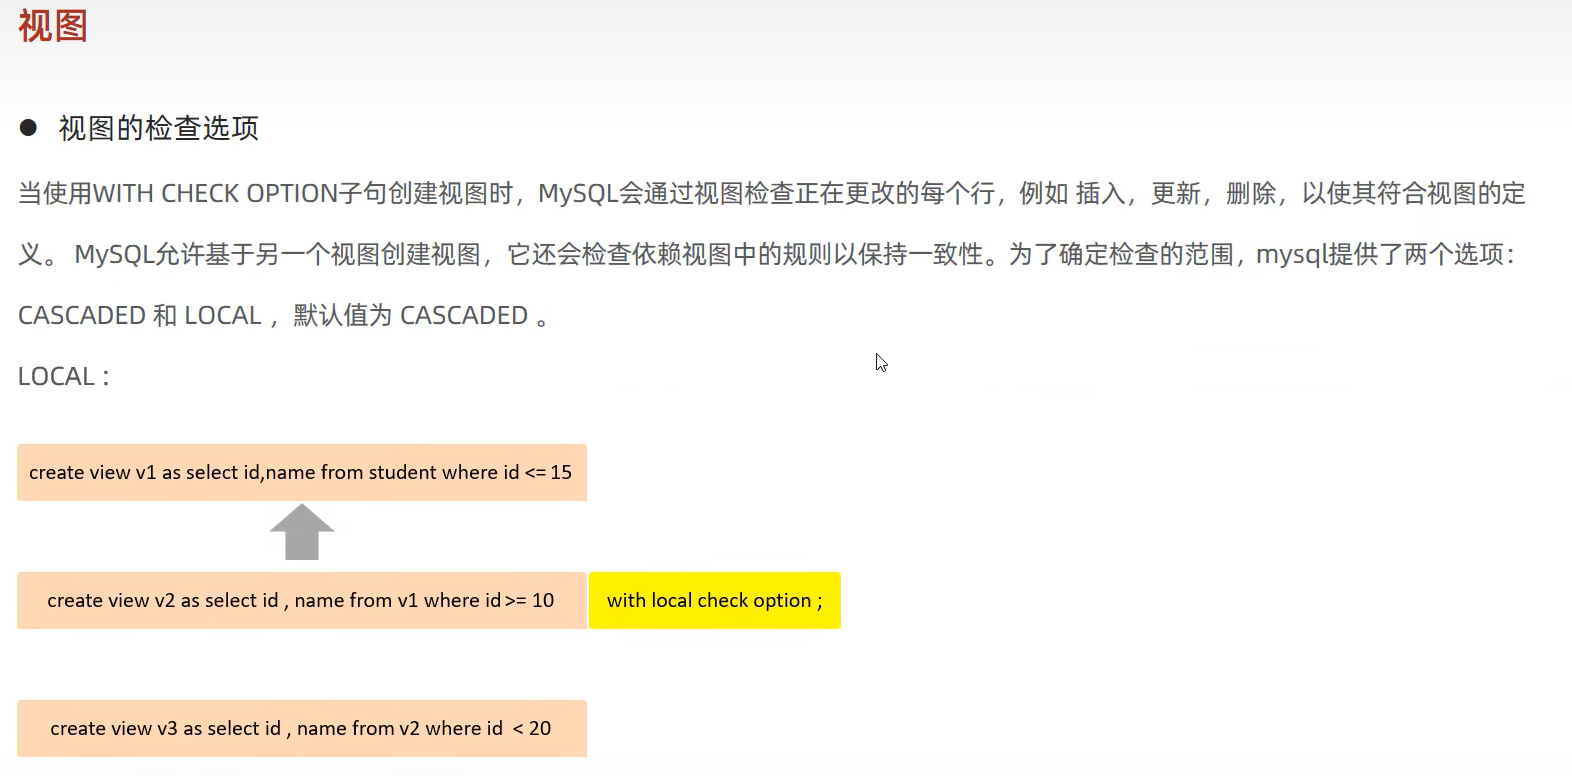 视图
● 视图的检查选项
当使用WITH CHECK OPTION子句创建视图时，MySQL会通过视图检查正在更改的每个行，例如 插入，更新，删除，以使其符合视图的定
义。 MySQL允许基于另一个视图创建视图，它还会检查依赖视图中的规则以保持一致性。为了确定检查的范围，mysql提供了两个选项：
CASCADED 和 LOCAL ，默认值为 CASCADED 。
LOCAL :
create view v1 as select id,name from student where id <= 15
create view v2 as select id , name from v1 where id >= 10 with local check option ;
create view v3 as select id , name from v2 where id < 20